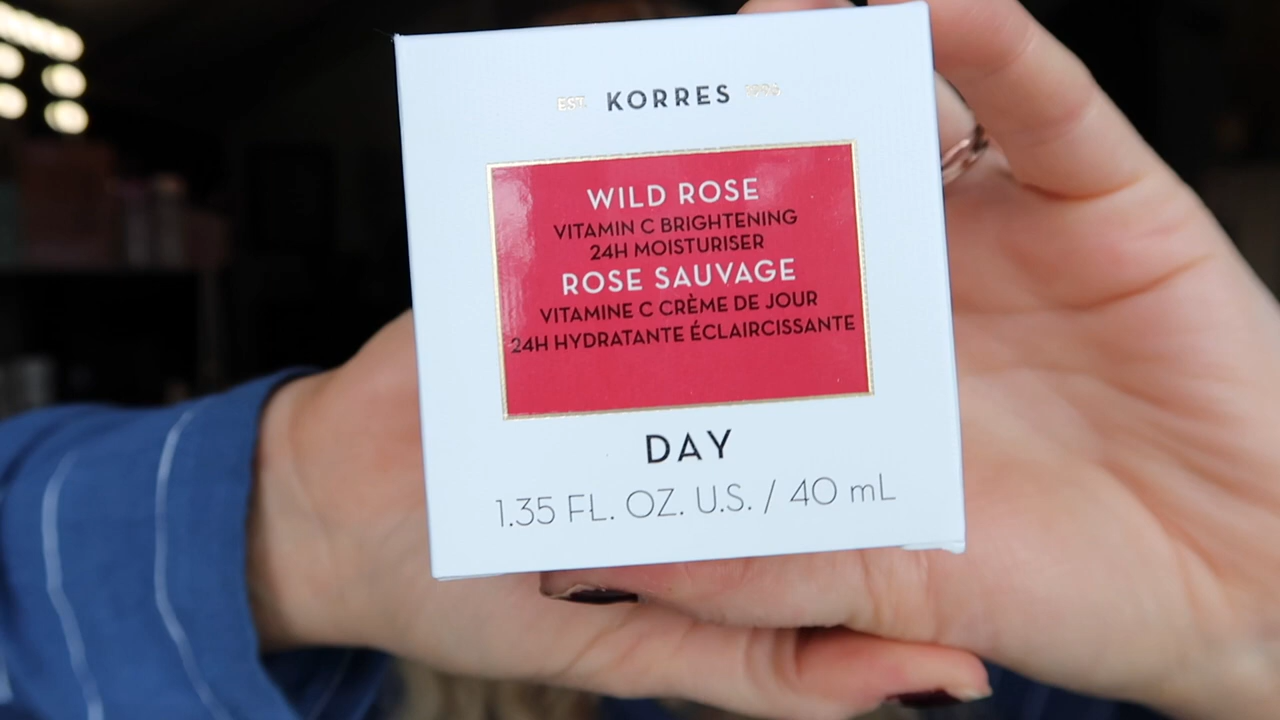 EST. KORRES 1996
WILD ROSE
VITAMIN C BRIGHTENING
24H MOISTURISER
ROSE SAUVAGE
VITAMINE C CRÈME DE JOUR
24H HYDRATANTE ÉCLAIRCISSANTE
DAY
1.35 FL. OZ. U.S. / 40 mL